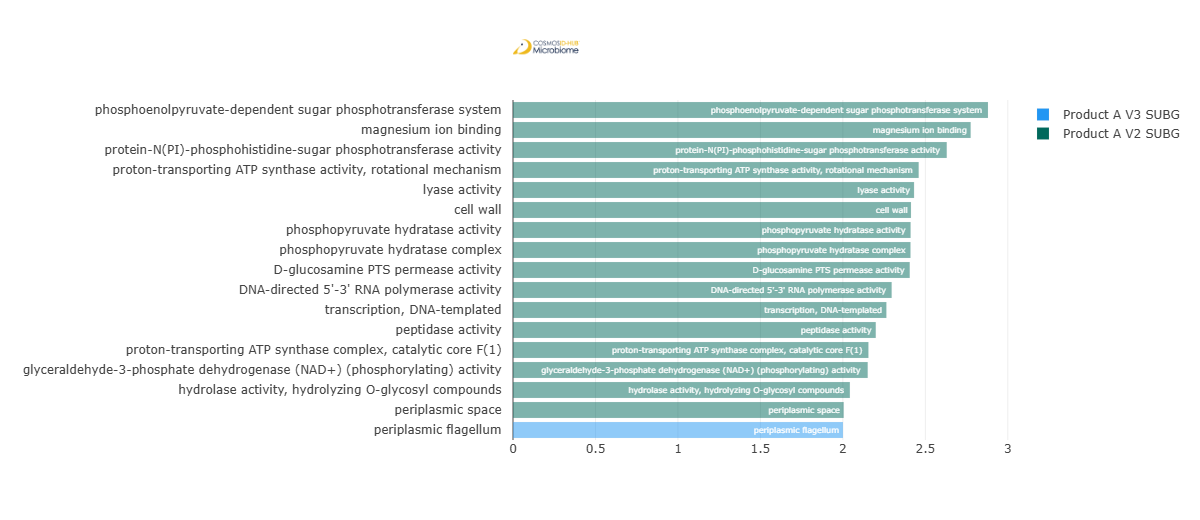 COSMOSID-HUB
Microbiome
phosphoenolpyruvate-dependent sugar phosphotransferase system phosphoenolpyruvate-dependent sugar phosphotransferase system
magnesium ion binding magnesium ion binding
protein-N(PI)-phosphohistidine-sugar phosphotransferase activity protein-N(PI)-phosphohistidine-sugar phosphotransferase activity
proton-transporting ATP synthase activity, rotational mechanism proton-transporting ATP synthase activity, rotational mechanism
lyase activity lyase activity
cell wall cell wall
phosphopyruvate hydratase activity phosphopyruvate hydratase activity
phosphopyruvate hydratase complex phosphopyruvate hydratase complex
D-glucosamine PTS permease activity D-glucosamine PTS permease activity
DNA-directed 5'-3' RNA polymerase activity DNA-directed 5'-3' RNA polymerase activity
transcription, DNA-templated transcription, DNA-templated
peptidase activity peptidase activity
proton-transporting ATP synthase complex, catalytic core F(1) proton-transporting ATP synthase complex, catalytic core F(1)
glyceraldehyde-3-phosphate dehydrogenase (NAD+) (phosphorylating) activity glyceraldehyde-3-phosphate dehydrogenase (NAD+) (phosphorylating) activity
hydrolase activity, hydrolyzing O-glycosyl compounds hydrolase activity, hydrolyzing O-glycosyl compounds
periplasmic space periplasmic space
periplasmic flagellum periplasmic flagellum
0 0.5 1 1.5 2 2.5 3
Product A V3 SUBG
Product A V2 SUBG